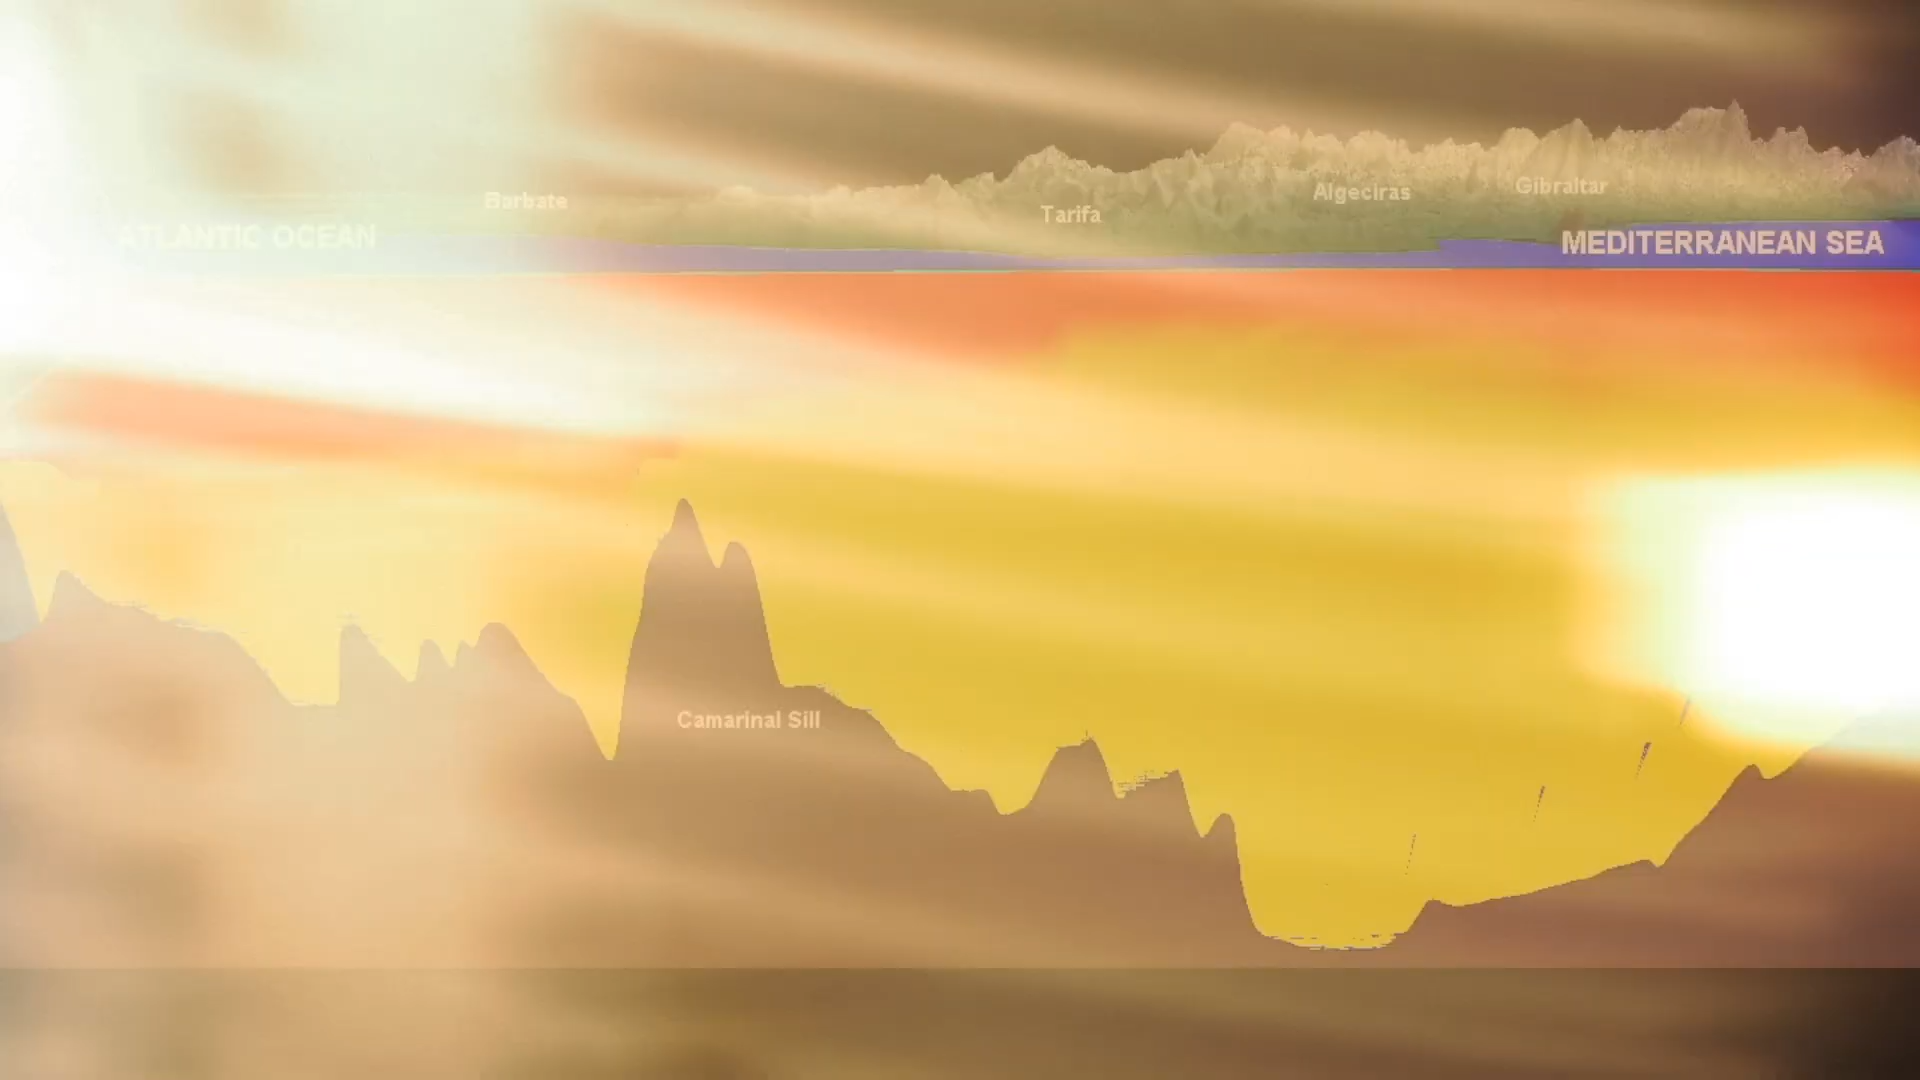 Barbate
Tarifa
Algeciras
Gibraltar
ATLANTIC OCEAN
MEDITERRANEAN SEA
Camarinal Sill